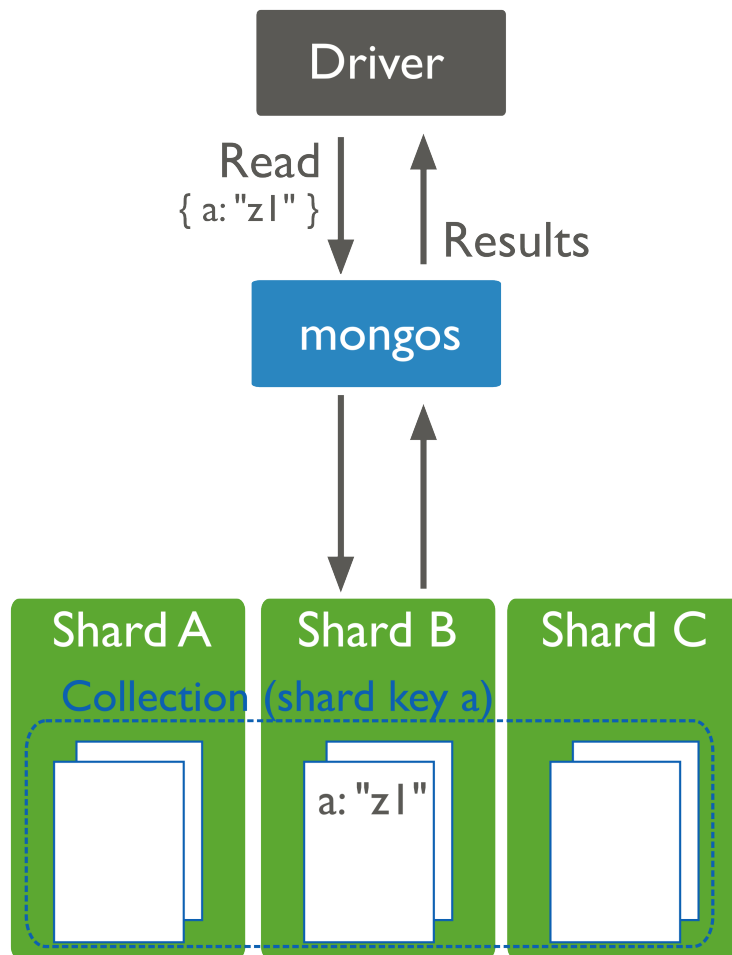 Driver
Read
{ a: "z1" }
Results
mongos
Shard A
Shard B
Shard C
Collection (shard key a)
a: "z1"